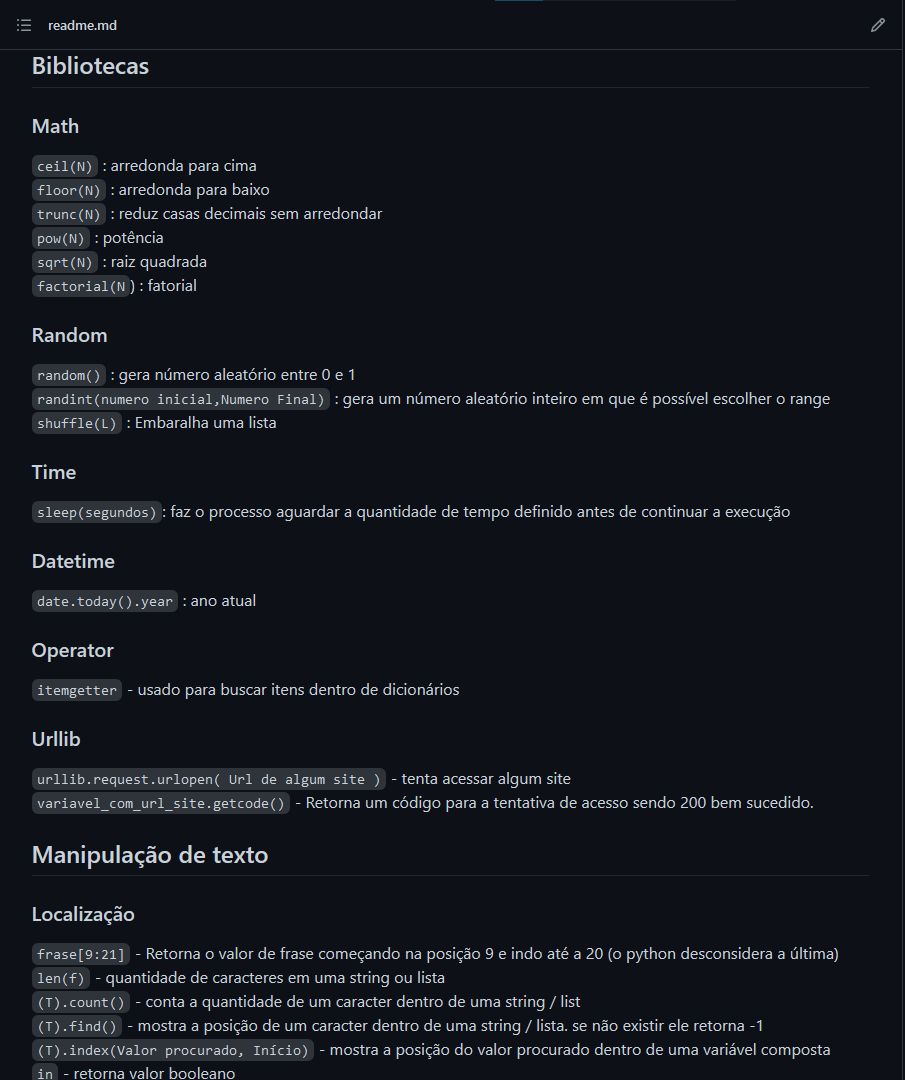 readme.md
Bibliotecas
Math
ceil(N) : arredonda para cima
floor(N) : arredonda para baixo
trunc(N) : reduz casas decimais sem arredondar
pow(N) : potência
sqrt(N) : raiz quadrada
factorial(N ) : fatorial
Random
random() : gera número aleatório entre 0 e 1
randint(numero inicial,Numero Final) : gera um número aleatório inteiro em que é possível escolher o range
shuffle(L) : Embaralha uma lista
Time
sleep(segundos) : faz o processo aguardar a quantidade de tempo definido antes de continuar a execução
Datetime
date.today().year : ano atual
Operator
itemgetter - usado para buscar itens dentro de dicionários
Urllib
urllib.request.urlopen( Url de algum site ) - tenta acessar algum site
variavel_com_url_site.getcode() - Retorna um código para a tentativa de acesso sendo 200 bem sucedido.
Manipulação de texto
Localização
frase[9:21] - Retorna o valor de frase começando na posição 9 e indo até a 20 (o python desconsidera a última)
len(f) - quantidade de caracteres em uma string ou lista
(T).count() - conta a quantidade de um caracter dentro de uma string / list
(T).find() - mostra a posição de um caracter dentro de uma string / lista. se não existir ele retorna -1
(T).index(Valor procurado, Início) - mostra a posição do valor procurado dentro de uma variável composta
in - retorna valor booleano